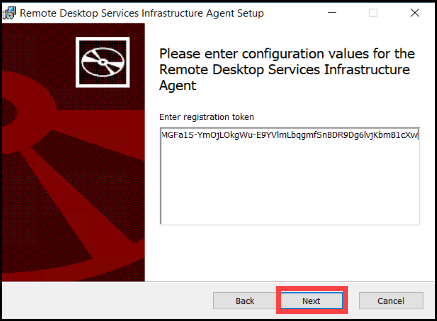 Remote Desktop Services Infrastructure Agent Setup
Please enter configuration values for the
Remote Desktop Services Infrastructure
Agent
Enter registration token
MGFa1S-YmOjLOkgWu-E9YVlmLbqgmfSnBDR9Dg6lvjKbmB1cXw
Back
Next
Cancel